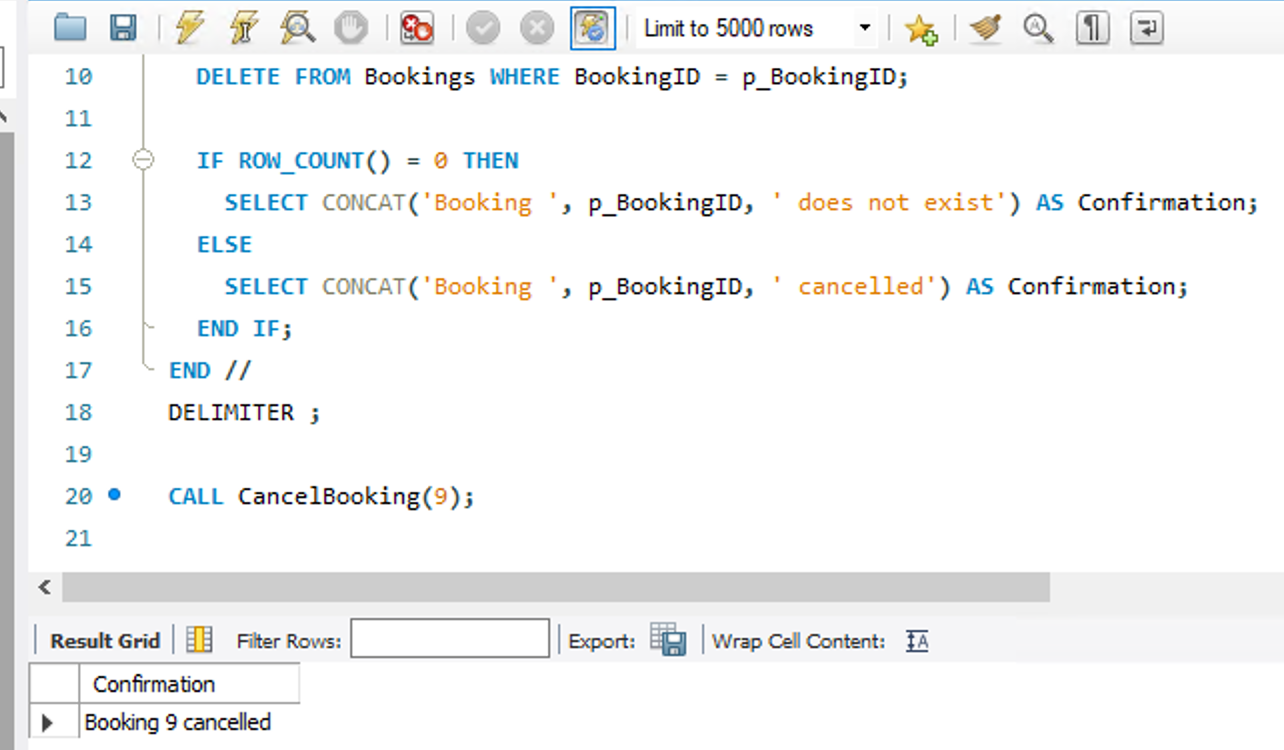 Limit to 5000 rows
10 DELETE FROM Bookings WHERE BookingID = p_BookingID;
11
12 IF ROW_COUNT() = 0 THEN
13 SELECT CONCAT('Booking ', p_BookingID, ' does not exist') AS Confirmation;
14 ELSE
15 SELECT CONCAT('Booking ', p_BookingID, ' cancelled') AS Confirmation;
16 END IF;
17 END //
18 DELIMITER ;
19
20 CALL CancelBooking(9);
21
Result Grid Filter Rows: Export: Wrap Cell Content: IA
Confirmation
Booking 9 cancelled